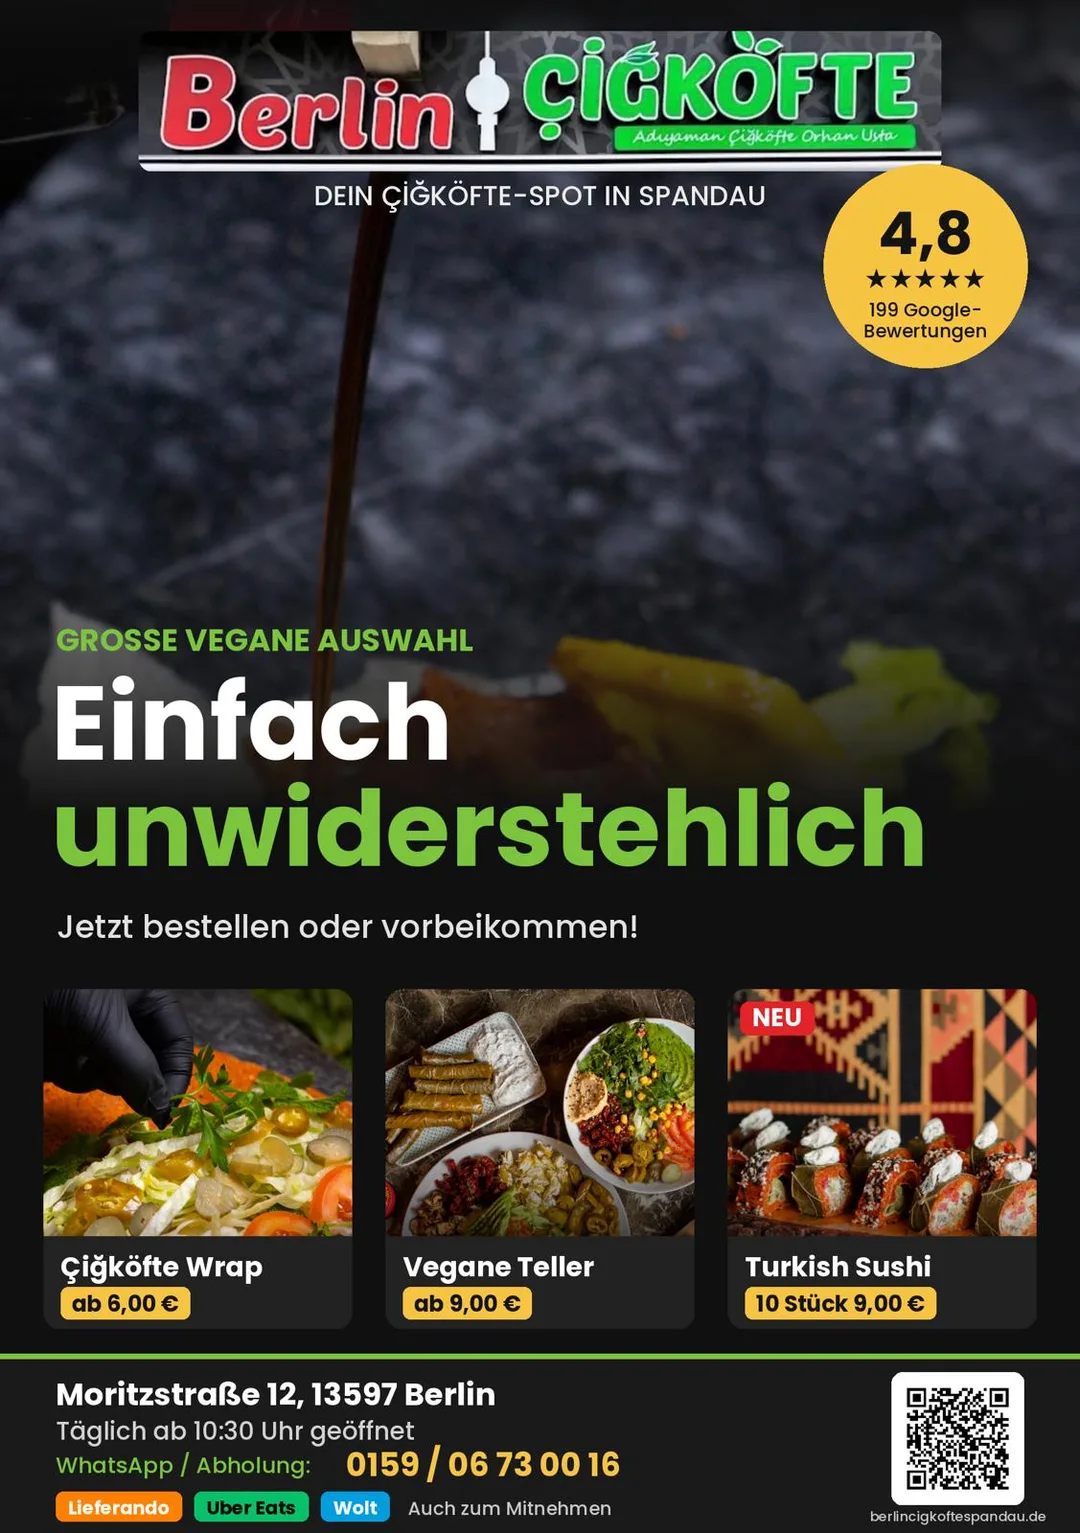 Berlin ÇİĞKÖFTE
Adıyaman Çiğköfte Orhan Usta
DEIN ÇİĞKÖFTE-SPOT IN SPANDAU
4,8
★★★★★
199 Google-
Bewertungen
GROSSE VEGANE AUSWAHL
Einfach
unwiderstehlich
Jetzt bestellen oder vorbeikommen!
NEU
Çiğköfte Wrap
ab 6,00 €
Vegane Teller
ab 9,00 €
Turkish Sushi
10 Stück 9,00 €
Moritzstraße 12, 13597 Berlin
Täglich ab 10:30 Uhr geöffnet
WhatsApp / Abholung: 0159 / 06 73 00 16
Lieferando Uber Eats Wolt Auch zum Mitnehmen
berlincigkoftespandau.de